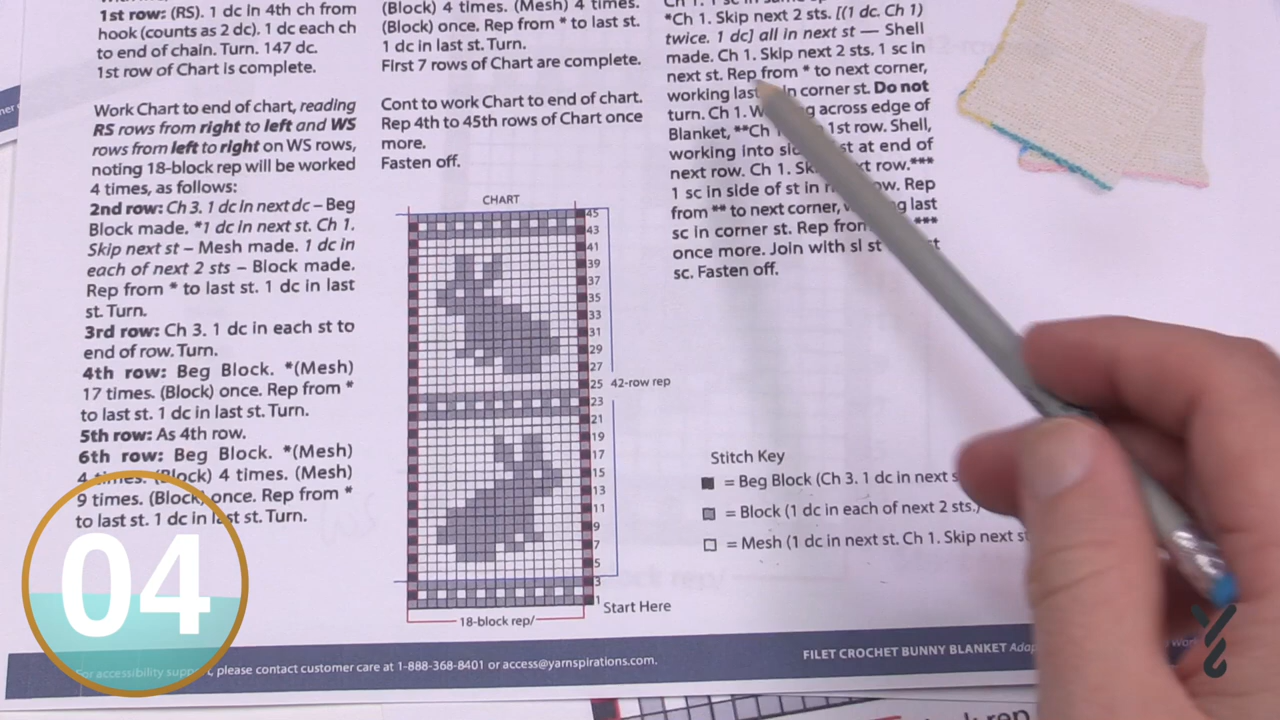 1st row: (RS). 1 dc in 4th ch from
hook (counts as 2 dc). 1 dc each ch
to end of chain. Turn. 147 dc.
1st row of Chart is complete.
Work Chart to end of chart, reading
RS rows from right to left and WS
rows from left to right on WS rows,
noting 18-block rep will be worked
4 times, as follows:
2nd row: Ch 3. 1 dc in next dc – Beg
Block made. *1 dc in next st. Ch 1.
Skip next st – Mesh made. 1 dc in
each of next 2 sts – Block made.
Rep from * to last st. 1 dc in last
st. Turn.
3rd row: Ch 3. 1 dc in each st to
end of row. Turn.
4th row: Beg Block. *(Mesh)
17 times. (Block) once. Rep from *
to last st. 1 dc in last st. Turn.
5th row: As 4th row.
6th row: Beg Block. *(Mesh)
4 times. (Block) 4 times. (Mesh)
9 times. (Block) once. Rep from *
to last st. 1 dc in last st. Turn.
04
(Block) 4 times. (Mesh) 4 times.
(Block) once. Rep from * to last st.
1 dc in last st. Turn.
First 7 rows of Chart are complete.
Cont to work Chart to end of chart.
Rep 4th to 45th rows of Chart once
more.
Fasten off.
CHART
45
43
41
39
37
35
33
31
29
27
25 42-row rep
23
21
19
17
15
13
11
9
7
5
3
1 Start Here
18-block rep/
*Ch 1. Skip next 2 sts. [(1 dc. Ch 1)
twice. 1 dc] all in next st — Shell
made. Ch 1. Skip next 2 sts. 1 sc in
next st. Rep from * to next corner,
working last in corner st. Do not
turn. Ch 1. across edge of
Blanket, **Ch 1st row. Shell,
working into st at end of
next row. Ch 1. row.***
1 sc in side of st in Rep
from ** to next corner, last
sc in corner st. Rep ***
once more. Join with sl st
sc. Fasten off.
Stitch Key
= Beg Block (Ch 3. 1 dc in next
= Block (1 dc in each of next 2 sts.)
= Mesh (1 dc in next st. Ch 1. Skip next
For accessibility support, please contact customer care at 1-888-368-8401 or access@yarnspirations.com.
FILET CROCHET BUNNY BLANKET